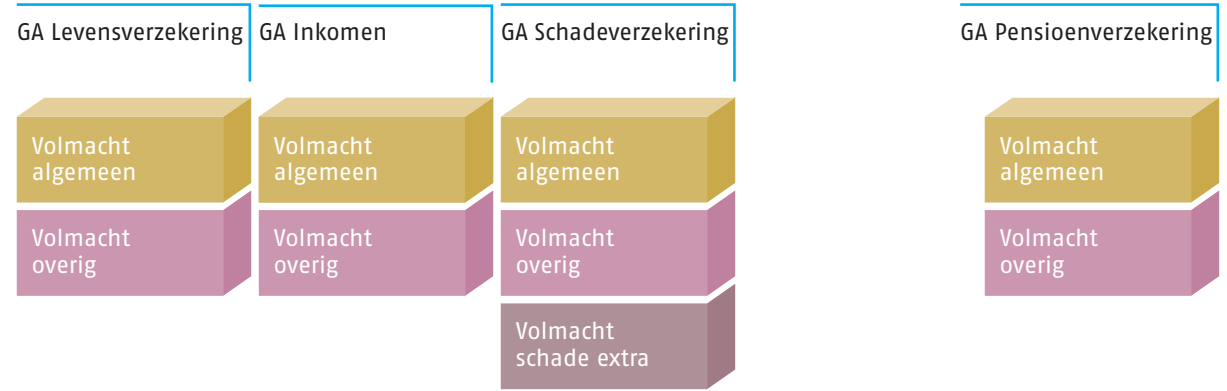 GA Levensverzekering
GA Inkomen
GA Schadeverzekering
GA Pensioenverzekering
Volmacht
algemeen
Volmacht
algemeen
Volmacht
algemeen
Volmacht
algemeen
Volmacht
overig
Volmacht
overig
Volmacht
overig
Volmacht
overig
Volmacht
schade extra